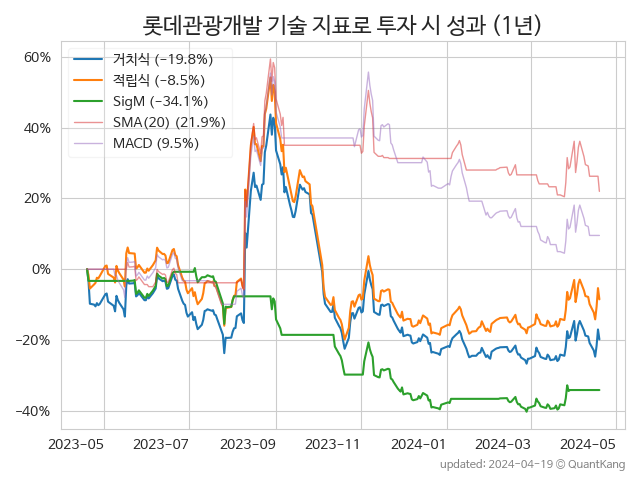 롯데관광개발 기술 지표로 투자 시 성과 (1년)
60%
40%
20%
0%
−20%
−40%
거치식 (−19.8%)
적립식 (−8.5%)
SigM (−34.1%)
SMA(20) (21.9%)
MACD (9.5%)
2023−05
2023−07
2023−09
2023−11
2024−01
2024−03
2024−05
updated: 2024−04−19 © QuantKang